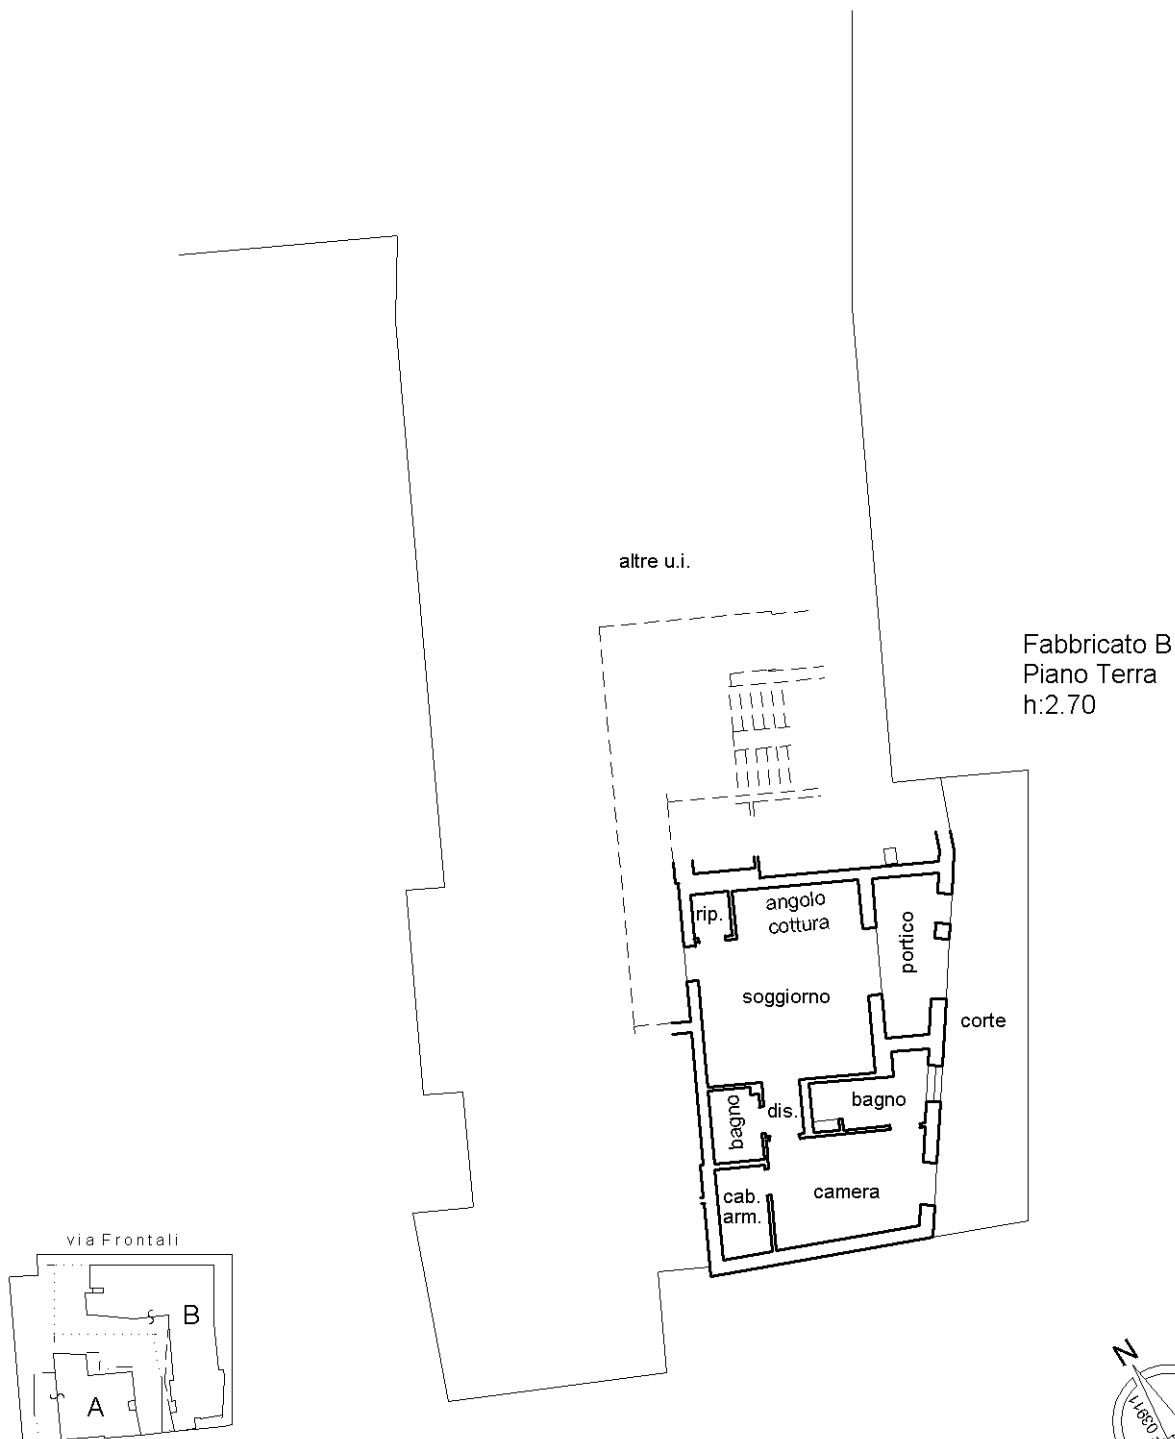 altre u.i.
Fabbricato B
Piano Terra
h:2.70
rip.
angolo
cottura
portico
soggiorno
corte
bagno
dis.
bagno
cab.
arm.
camera
via Frontali
B
A
N
03911